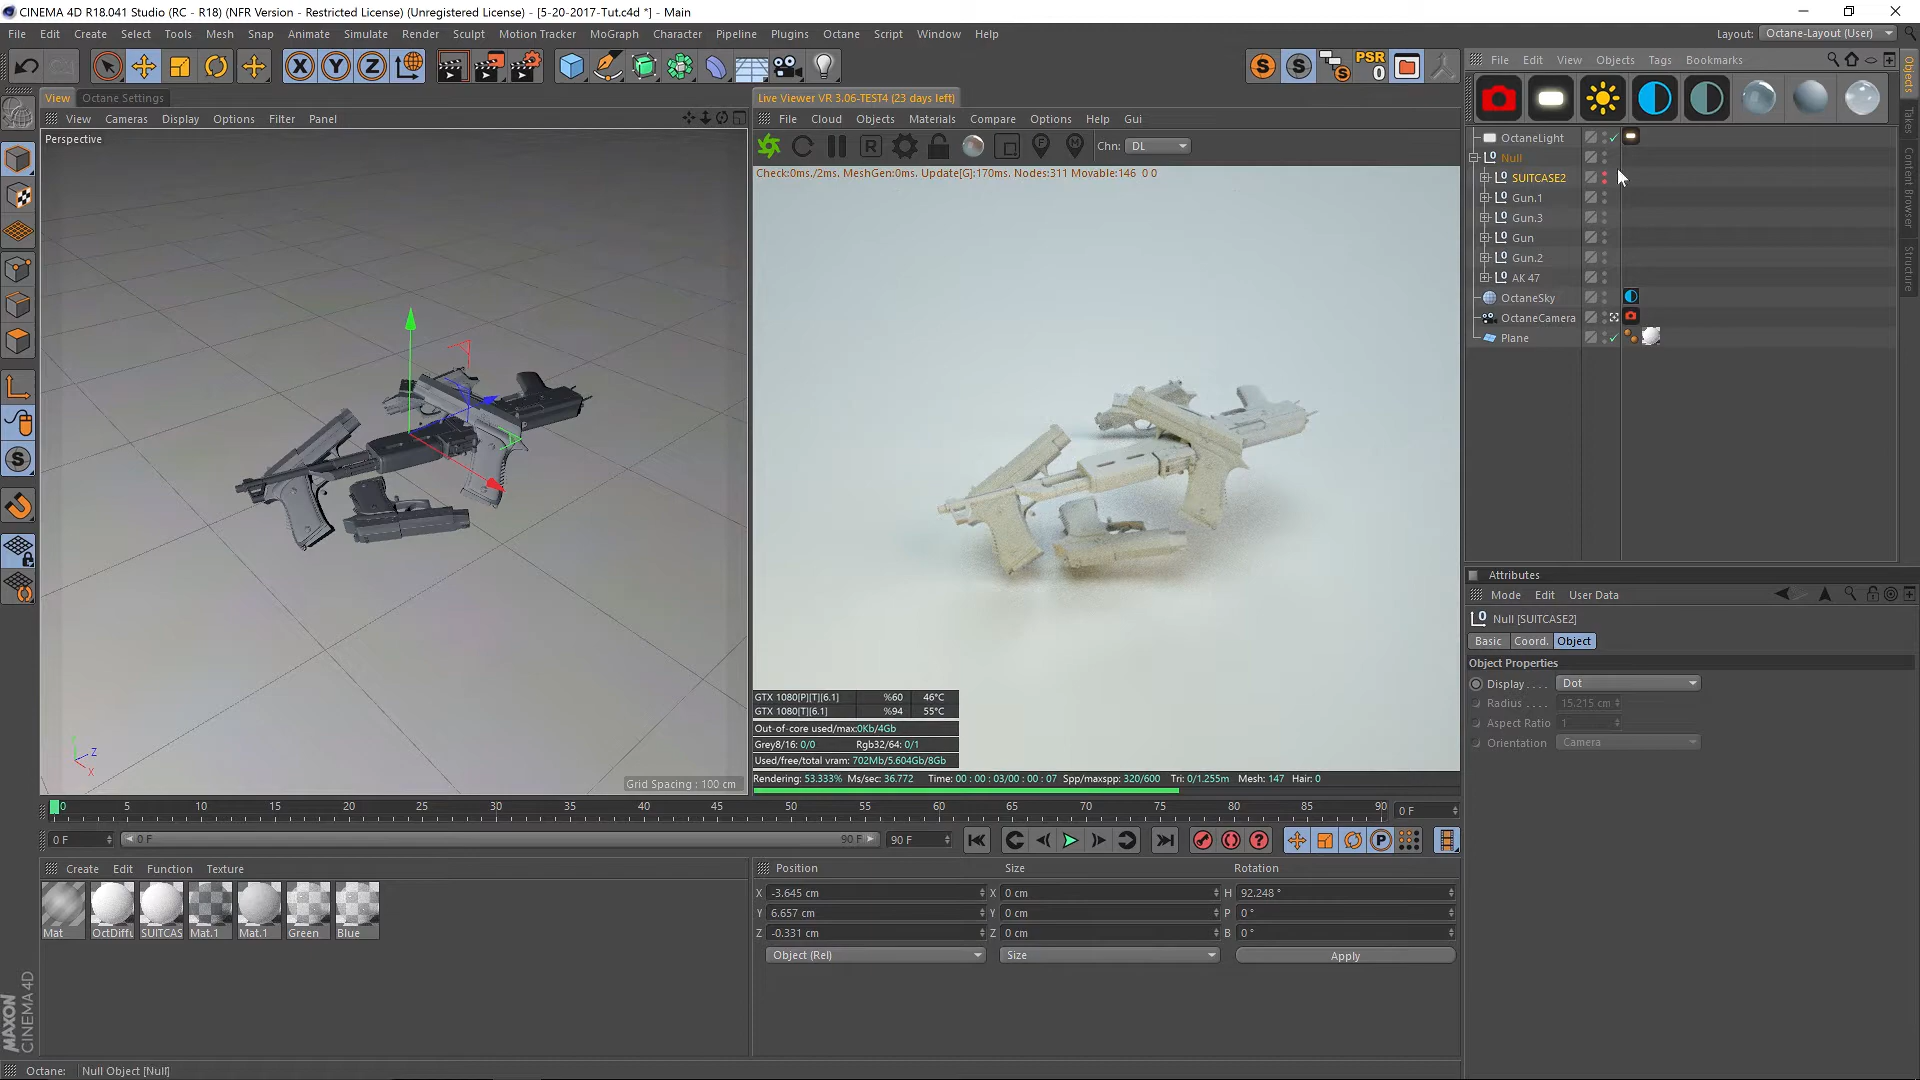 CINEMA 4D R18.041 Studio (RC - R18) (NFR Version - Restricted License) (Unregistered License) - [5-20-2017-Tut.c4d *] - Main
File Edit Create Select Tools Mesh Snap Animate Simulate Render Sculpt Motion Tracker MoGraph Character Pipeline Plugins Octane Script Window Help
Layout: Octane-Layout (User)
PSR
0
File Edit View Objects Tags Bookmarks
View Octane Settings
Live Viewer VR 3.06-TEST4 (23 days left)
View Cameras Display Options Filter Panel
File Cloud Objects Materials Compare Options Help Gui
Perspective
Chn: DL
Check:0ms./2ms. MeshGen:0ms. Update[G]:170ms. Nodes:311 Movable:146 0 0
OctaneLight
Null
SUITCASE2
Gun.1
Gun.3
Gun
Gun.2
AK 47
OctaneSky
OctaneCamera
Plane
Objects
Takes
Content Browser
Structure
Attributes
Mode Edit User Data
Null [SUITCASE2]
Basic Coord. Object
Object Properties
Display . . . . Dot
Radius . . . . 15.215 cm
Aspect Ratio 1
Orientation Camera
GTX 1080[P][T][6.1] %60 46°C
GTX 1080[T][6.1] %94 55°C
Out-of-core used/max:0Kb/4Gb
Grey8/16: 0/0 Rgb32/64: 0/1
Used/free/total vram: 702Mb/5.604Gb/8Gb
Rendering: 53.333% Ms/sec: 36.772 Time: 00 : 00 : 03/00 : 00 : 07 Spp/maxspp: 320/600 Tri: 0/1.255m Mesh: 147 Hair: 0
Z
X
Grid Spacing : 100 cm
0 5 10 15 20 25 30 35 40 45 50 55 60 65 70 75 80 85 90 0 F
0 F 0 F 90 F 90 F
Create Edit Function Texture
Mat OctDiffu SUITCAS Mat.1 Mat.1 Green Blue
Position Size Rotation
X -3.645 cm X 0 cm H 92.248 °
Y 6.657 cm Y 0 cm P 0 °
Z -0.331 cm Z 0 cm B 0 °
Object (Rel) Size Apply
MAXON
CINEMA 4D
Octane: Null Object [Null]